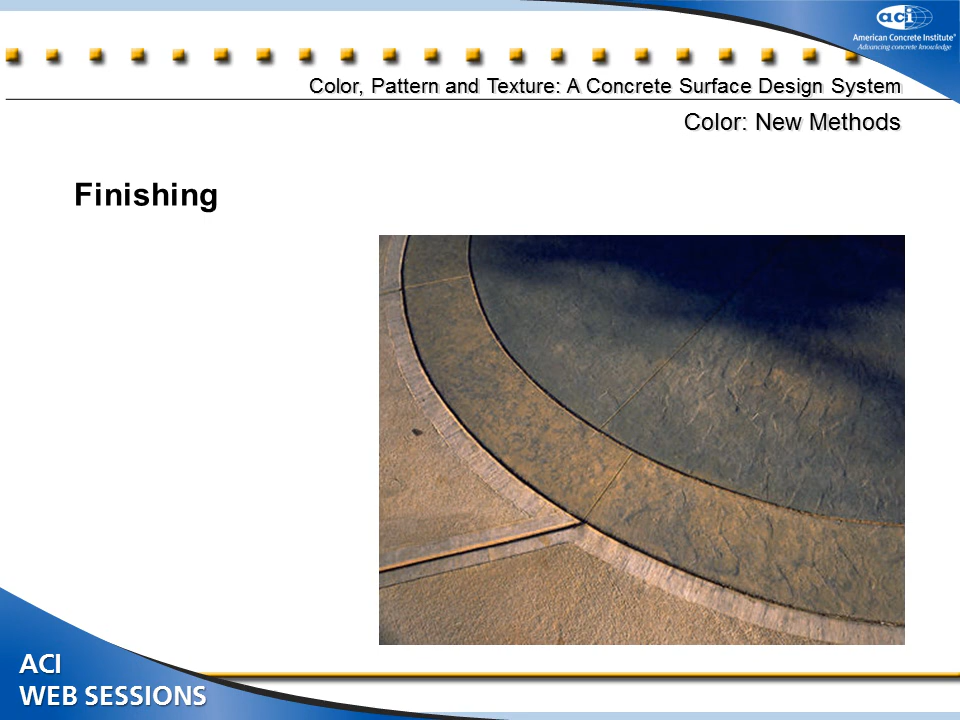 aci
American Concrete Institute®
Advancing concrete knowledge
Color, Pattern and Texture: A Concrete Surface Design System
Color: New Methods
Finishing
ACI
WEB SESSIONS